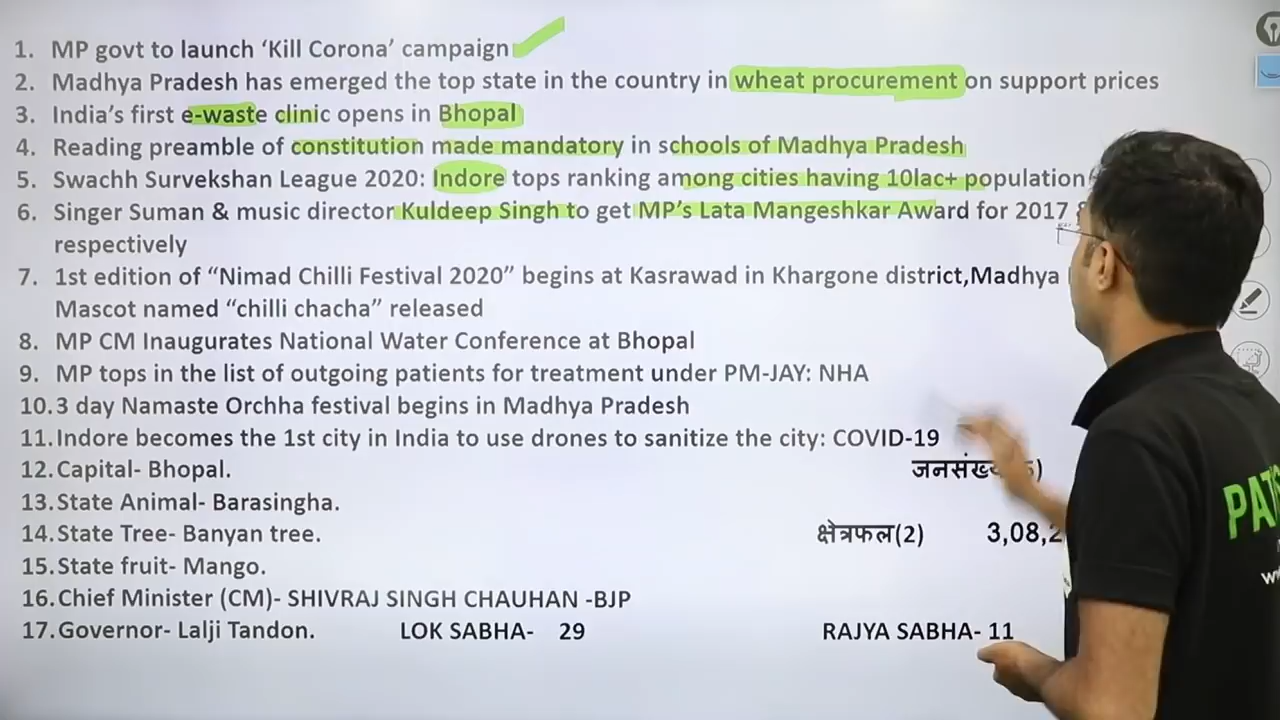 1. MP govt to launch ‘Kill Corona’ campaign
2. Madhya Pradesh has emerged the top state in the country in wheat procurement on support prices
3. India’s first e-waste clinic opens in Bhopal
4. Reading preamble of constitution made mandatory in schools of Madhya Pradesh
5. Swachh Survekshan League 2020: Indore tops ranking among cities having 10lac+ population
6. Singer Suman & music director Kuldeep Singh to get MP’s Lata Mangeshkar Award for 2017
respectively
7. 1st edition of “Nimad Chilli Festival 2020” begins at Kasrawad in Khargone district,Madhya
Mascot named “chilli chacha” released
8. MP CM Inaugurates National Water Conference at Bhopal
9. MP tops in the list of outgoing patients for treatment under PM-JAY: NHA
10. 3 day Namaste Orchha festival begins in Madhya Pradesh
11. Indore becomes the 1st city in India to use drones to sanitize the city: COVID-19
12. Capital- Bhopal.
13. State Animal- Barasingha.
14. State Tree- Banyan tree. क्षेत्रफल(2) 3,08,2
15. State fruit- Mango.
16. Chief Minister (CM)- SHIVRAJ SINGH CHAUHAN -BJP
17. Governor- Lalji Tandon. LOK SABHA- 29 RAJYA SABHA- 11